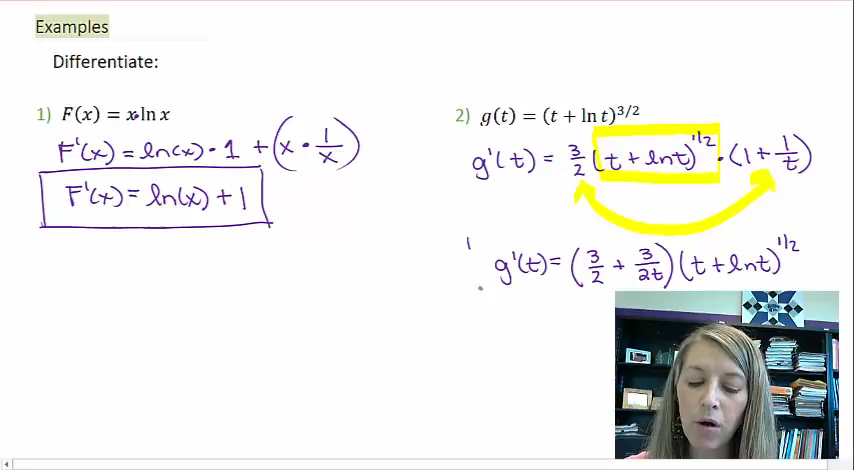 Examples
Differentiate:
1) F(x) = x·ln x
F'(x) = ln(x) • 1 + (x • 1/x)
F'(x) = ln(x) + 1
2) g(t) = (t + ln t)^{3/2}
g'(t) = 3/2 (t + ln t)^{1/2} • (1 + 1/t)
g'(t) = (3/2 + 3/2t)(t + ln t)^{1/2}